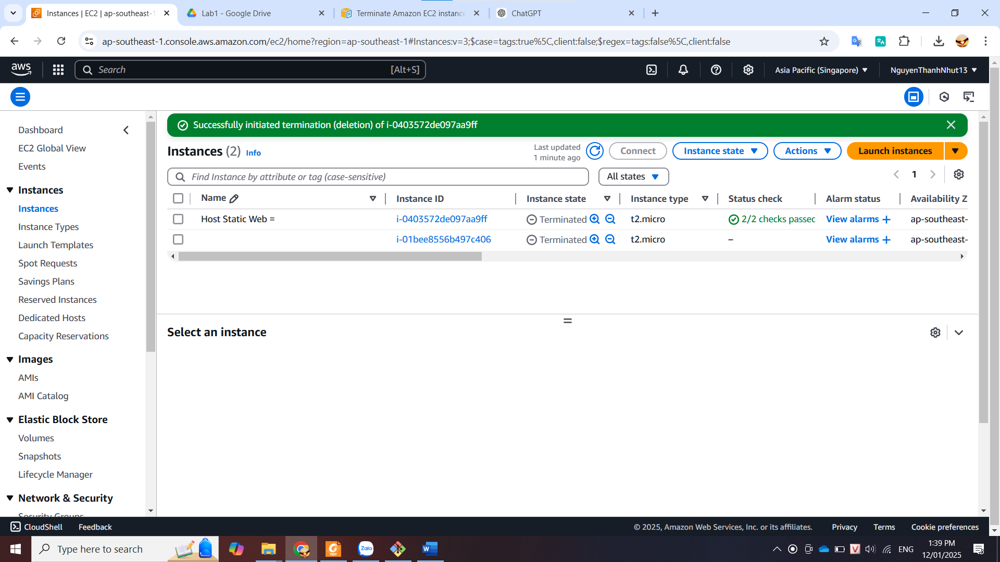 Instances | EC2 | ap-southeast-1
Lab1 - Google Drive
Terminate Amazon EC2 instance
ChatGPT
ap-southeast-1.console.aws.amazon.com/ec2/home?region=ap-southeast-1#Instances:v=3;$case=tags:true%5C,client:false;$regex=tags:false%5C,client:false
aws
Search
[Alt+S]
Asia Pacific (Singapore)
NguyenThanhNhut13
Dashboard
EC2 Global View
Events
Instances
Instances
Instance Types
Launch Templates
Spot Requests
Savings Plans
Reserved Instances
Dedicated Hosts
Capacity Reservations
Images
AMIs
AMI Catalog
Elastic Block Store
Volumes
Snapshots
Lifecycle Manager
Network & Security
Security Groups
Successfully initiated termination (deletion) of i-0403572de097aa9ff
Instances (2) Info
Last updated
1 minute ago
Connect
Instance state
Actions
Launch instances
Find Instance by attribute or tag (case-sensitive)
All states
1
Name Instance ID Instance state Instance type Status check Alarm status Availability Z
Host Static Web = i-0403572de097aa9ff Terminated t2.micro 2/2 checks passec View alarms + ap-southeast-
i-01bee8556b497c406 Terminated t2.micro – View alarms + ap-southeast-
Select an instance
CloudShell
Feedback
© 2025, Amazon Web Services, Inc. or its affiliates.
Privacy
Terms
Cookie preferences
Type here to search
PDF
Zalo
W
V
ENG
1:39 PM
12/01/2025